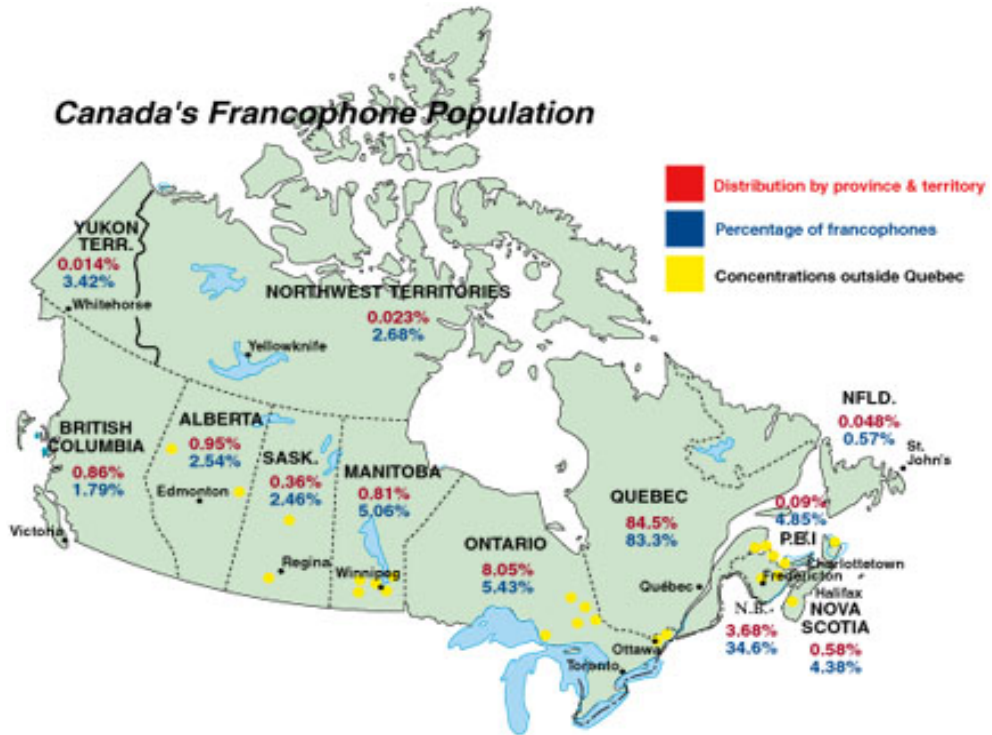 Canada's Francophone Population
Distribution by province & territory
Percentage of francophones
Concentrations outside Quebec
YUKON
TERR.
0.014%
3.42%
Whitehorse
NORTHWEST TERRITORIES
0.023%
2.68%
Yellowknife
BRITISH
COLUMBIA
0.86%
1.79%
Victoria
ALBERTA
0.95%
2.54%
Edmonton
SASK.
0.36%
2.46%
Regina
MANITOBA
0.81%
5.06%
Winnipeg
ONTARIO
8.05%
5.43%
Ottawa
Toronto
QUEBEC
84.5%
83.3%
Québec
NFLD.
0.048%
0.57%
St.
John's
0.09%
4.85%
P.E.I
Charlottetown
Fredericton
Halifax
N.B.
3.68%
34.6%
NOVA
SCOTIA
0.58%
4.38%